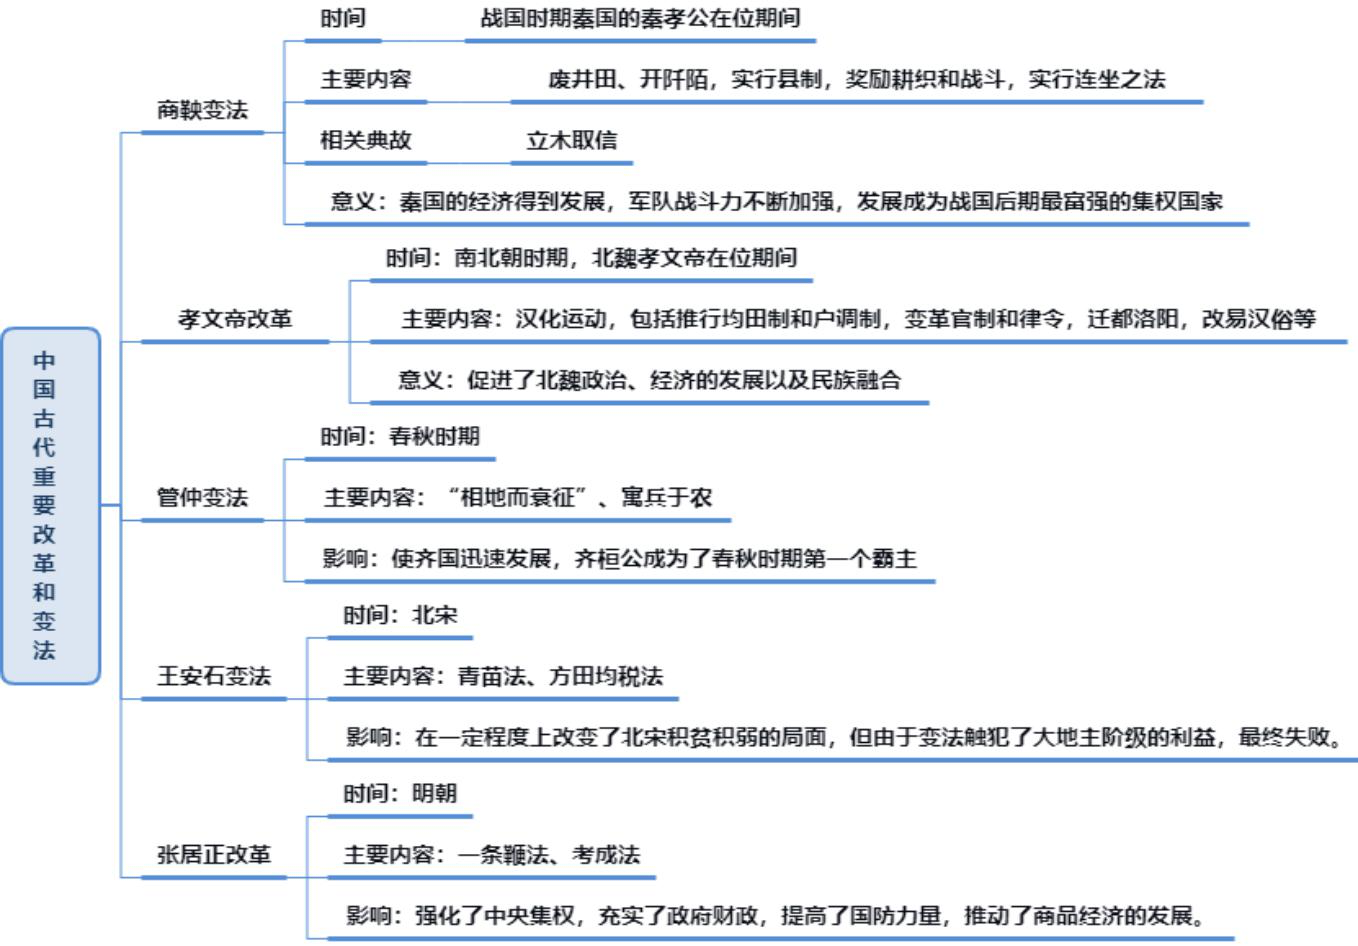 中国古代重要改革和变法
商鞅变法
时间
战国时期秦国的秦孝公在位期间
主要内容
废井田、开阡陌，实行县制，奖励耕织和战斗，实行连坐之法
相关典故
立木取信
意义：秦国的经济得到发展，军队战斗力不断加强，发展成为战国后期最富强的集权国家
孝文帝改革
时间：南北朝时期，北魏孝文帝在位期间
主要内容：汉化运动，包括推行均田制和户调制，变革官制和律令，迁都洛阳，改易汉俗等
意义：促进了北魏政治、经济的发展以及民族融合
管仲变法
时间：春秋时期
主要内容：“相地而衰征”、寓兵于农
影响：使齐国迅速发展，齐桓公成为了春秋时期第一个霸主
王安石变法
时间：北宋
主要内容：青苗法、方田均税法
影响：在一定程度上改变了北宋积贫积弱的局面，但由于变法触犯了大地主阶级的利益，最终失败。
张居正改革
时间：明朝
主要内容：一条鞭法、考成法
影响：强化了中央集权，充实了政府财政，提高了国防力量，推动了商品经济的发展。